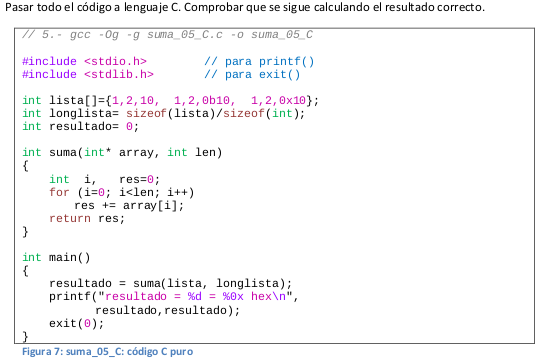 Pasar todo el código a lenguaje C. Comprobar que se sigue calculando el resultado correcto.
// 5.- gcc -Og -g suma_05_C.c -o suma_05_C
#include <stdio.h>        // para printf()
#include <stdlib.h>       // para exit()
int lista[]={1,2,10,  1,2,0b10,  1,2,0x10};
int longlista= sizeof(lista)/sizeof(int);
int resultado= 0;
int suma(int* array, int len)
{
    int  i,   res=0;
    for (i=0; i<len; i++)
        res += array[i];
    return res;
}
int main()
{
    resultado = suma(lista, longlista);
    printf("resultado = %d = %0x hex\n",
           resultado,resultado);
    exit(0);
}
Figura 7: suma_05_C: código C puro